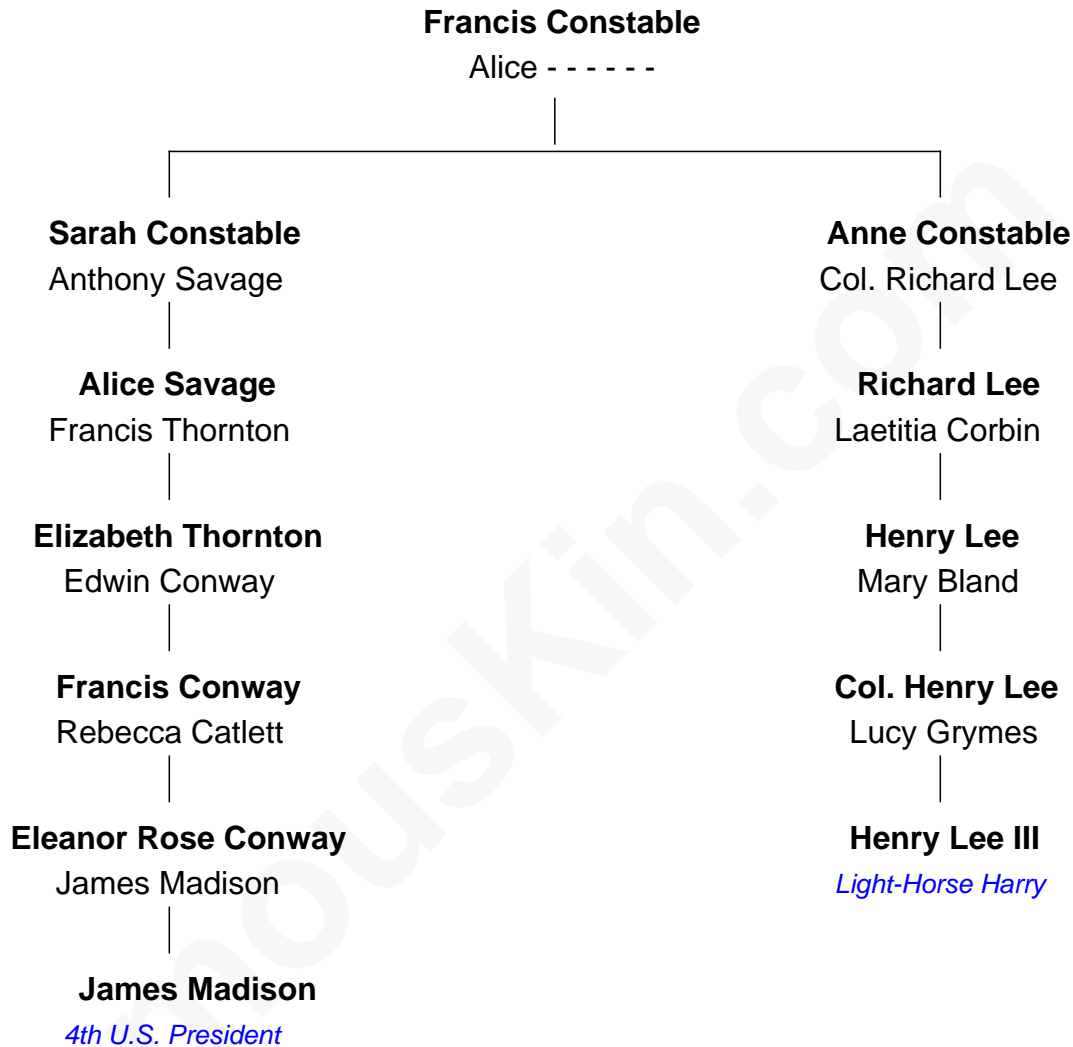 Francis Constable
Alice - - - - - -
Sarah Constable
Anthony Savage
Anne Constable
Col. Richard Lee
Alice Savage
Francis Thornton
Richard Lee
Laetitia Corbin
Elizabeth Thornton
Edwin Conway
Henry Lee
Mary Bland
Francis Conway
Rebecca Catlett
Col. Henry Lee
Lucy Grymes
Eleanor Rose Conway
James Madison
Henry Lee III
Light-Horse Harry
James Madison
4th U.S. President
mouskin.com